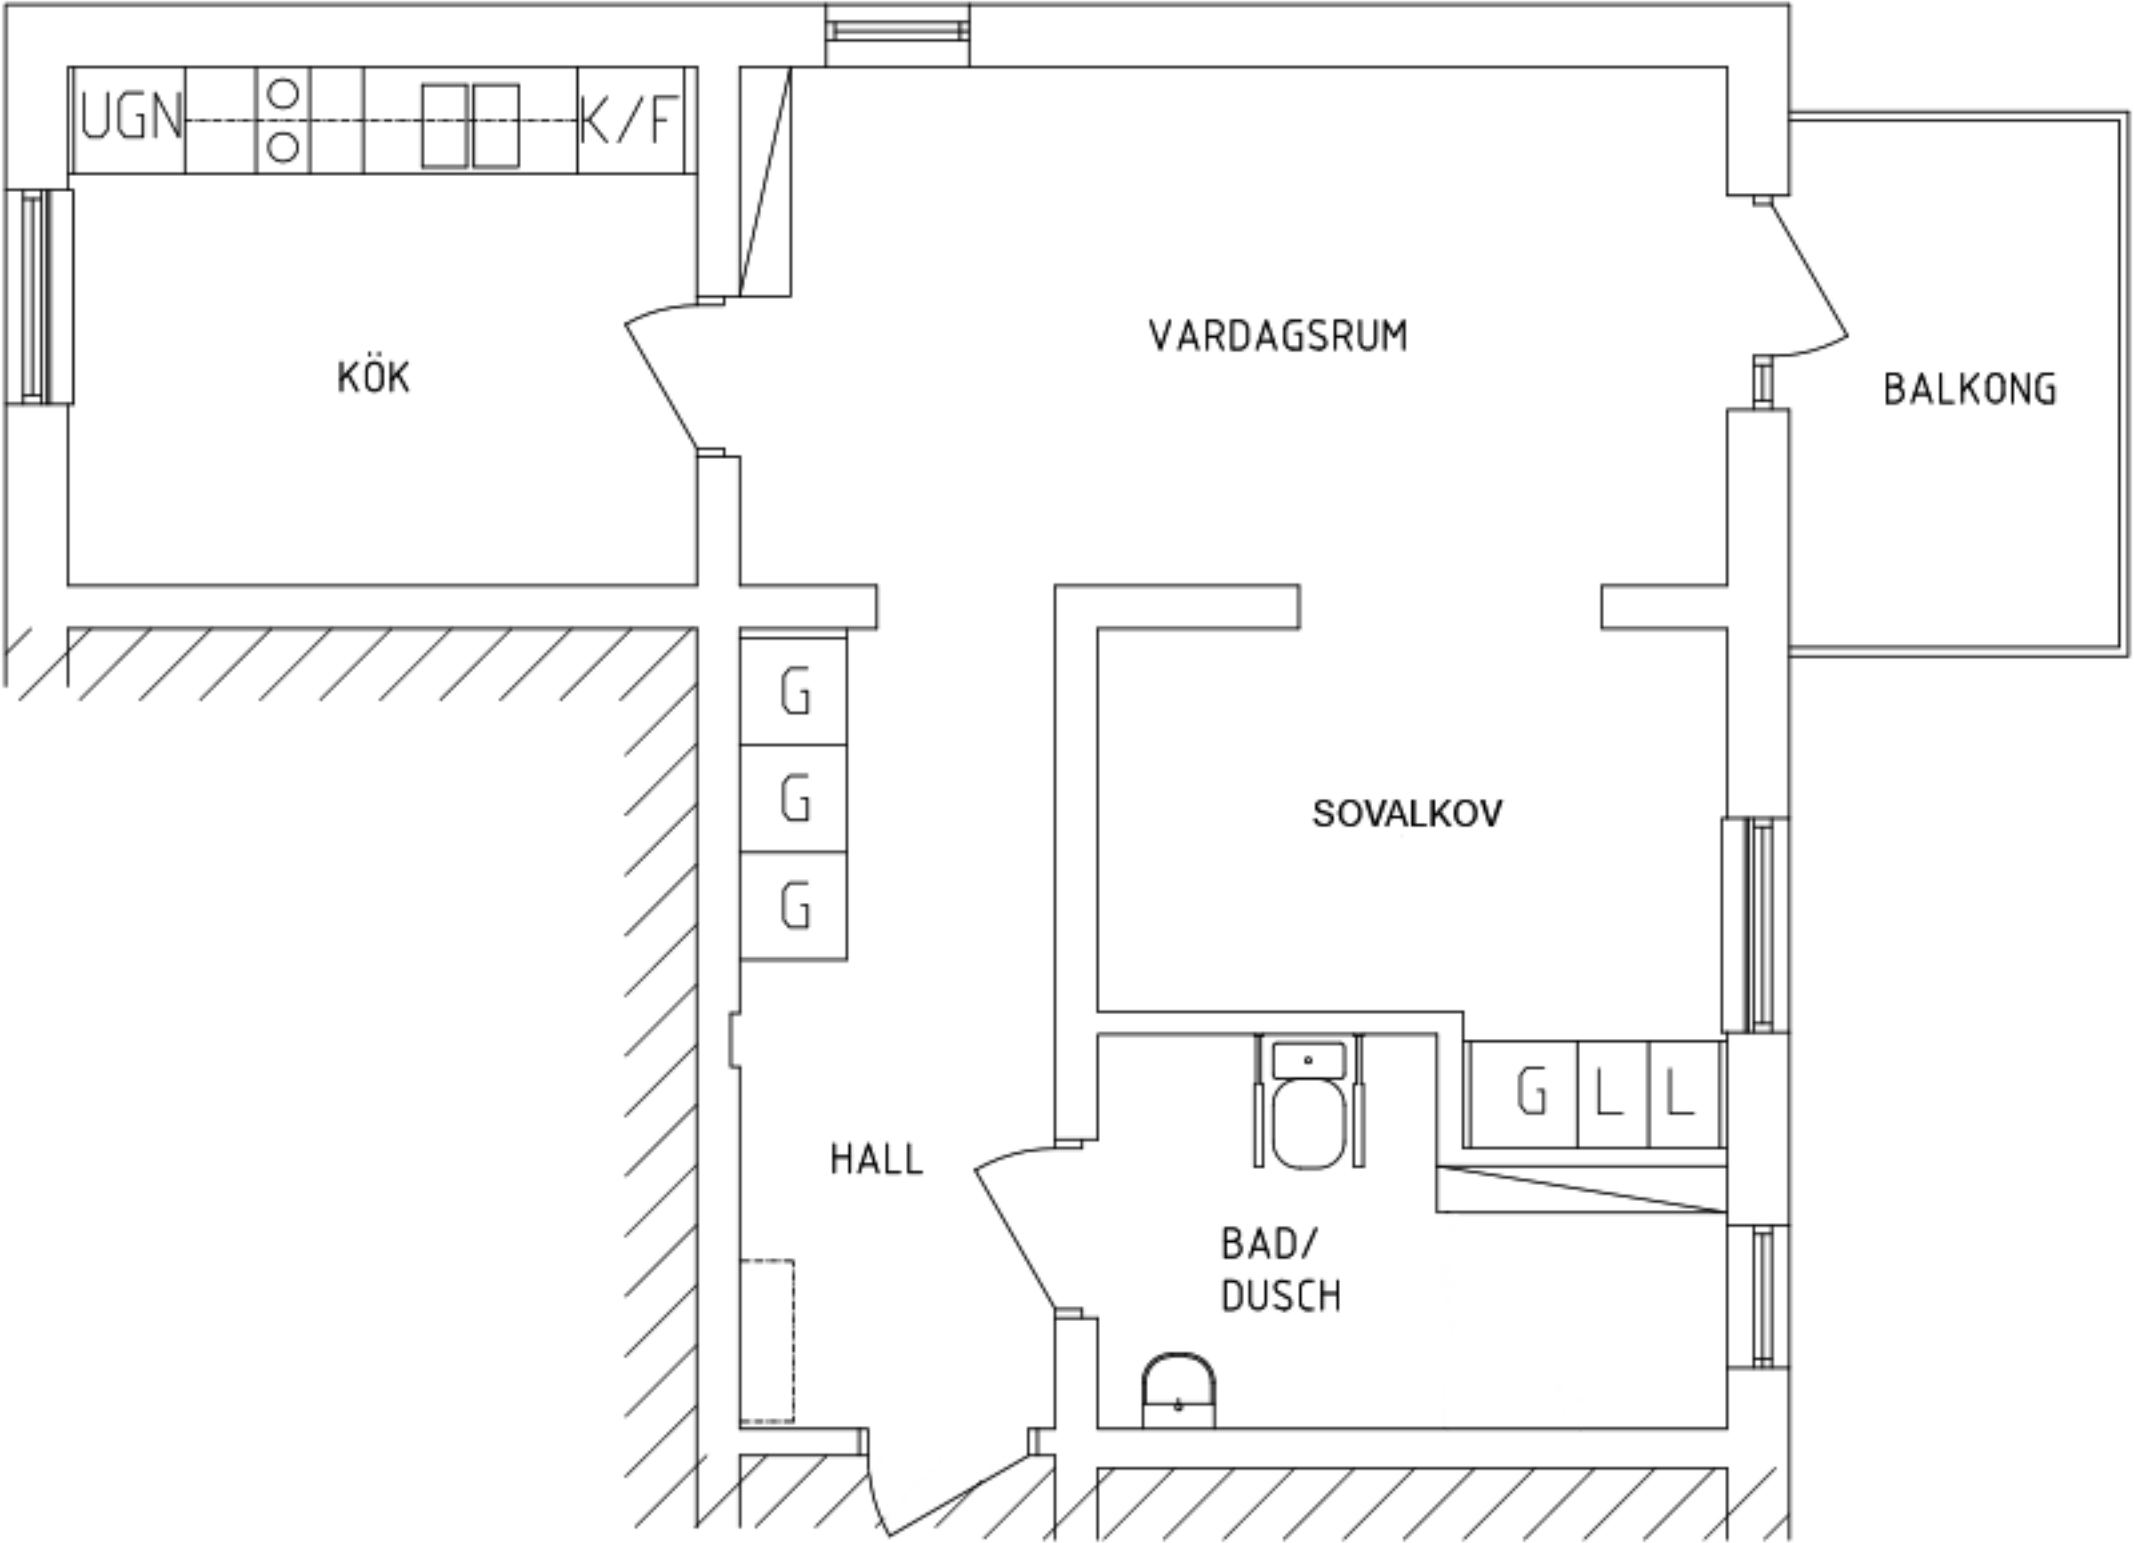 UGN
K/F
VARDAGSRUM
KÖK
BALKONG
G
G
SOVALKOV
G
G L L
HALL
BAD/
DUSCH